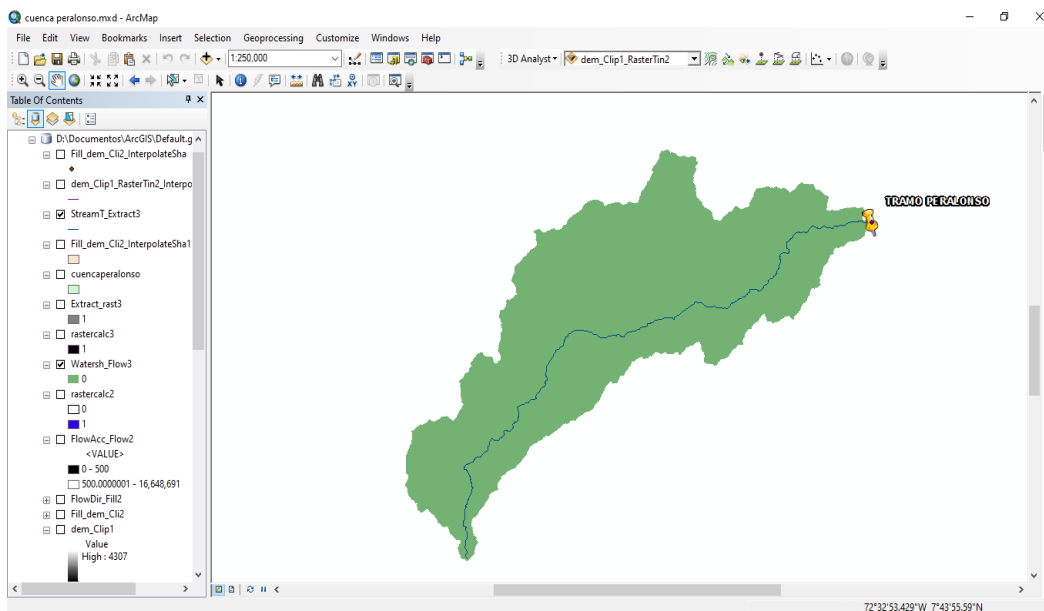 cuenca peralonso.mxd - ArcMap
File Edit View Bookmarks Insert Selection Geoprocessing Customize Windows Help
1:250,000
3D Analyst
dem_Clip1_RasterTin2
Table Of Contents
D:\Documentos\ArcGIS\Default.g
Fill_dem_Cli2_InterpolateSha
dem_Clip1_RasterTin2_Interpo
StreamT_Extract3
Fill_dem_Cli2_InterpolateSha1
cuencaperalonso
Extract_rast3
1
rastercalc3
1
Watersh_Flow3
0
rastercalc2
0
1
FlowAcc_Flow2
<VALUE>
0 - 500
500.0000001 - 16,648,691
FlowDir_Fill2
Fill_dem_Cli2
dem_Clip1
Value
High : 4307
TRAMO PERALONSO
72°32'53.429"W 7°43'55.59"N